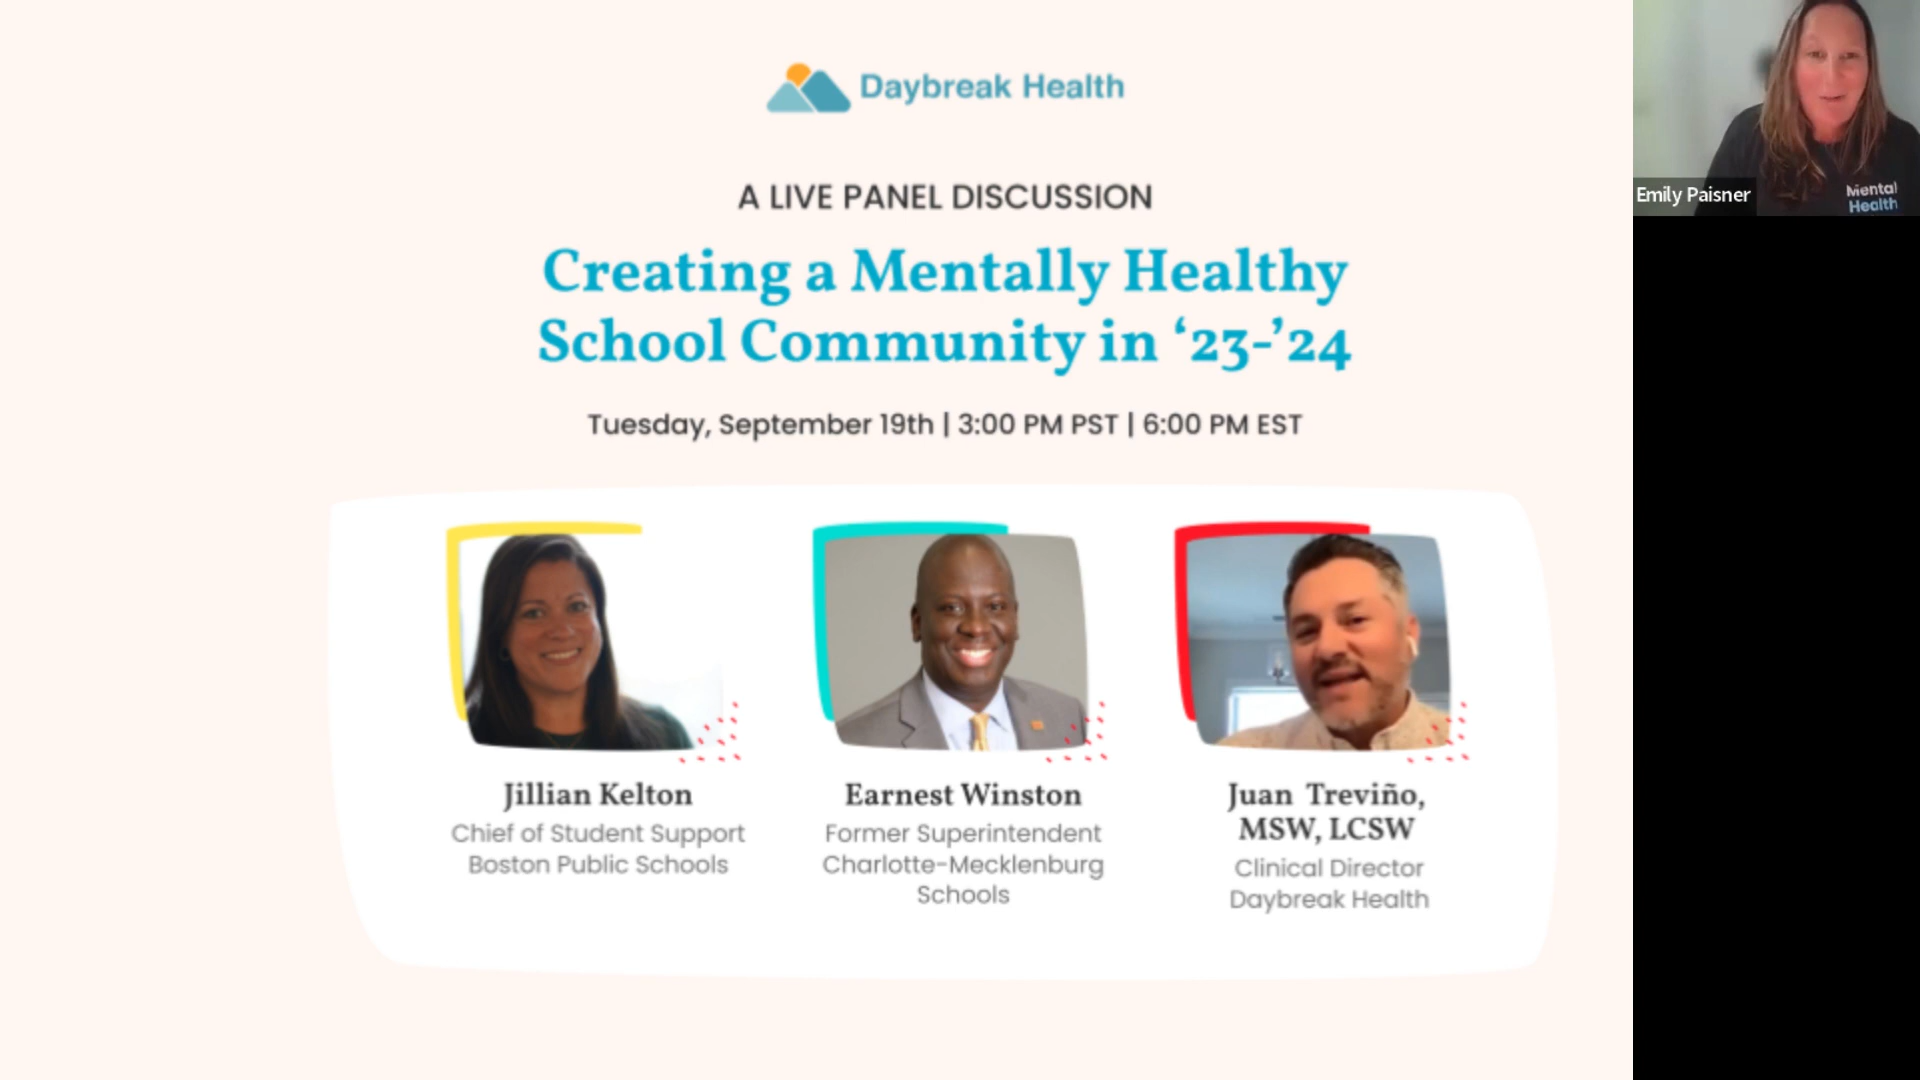 Daybreak Health
A LIVE PANEL DISCUSSION
Creating a Mentally Healthy
School Community in ‘23-’24
Tuesday, September 19th | 3:00 PM PST | 6:00 PM EST
Jillian Kelton
Chief of Student Support
Boston Public Schools
Earnest Winston
Former Superintendent
Charlotte-Mecklenburg
Schools
Juan Treviño,
MSW, LCSW
Clinical Director
Daybreak Health
Emily Paisner
Mental
Health